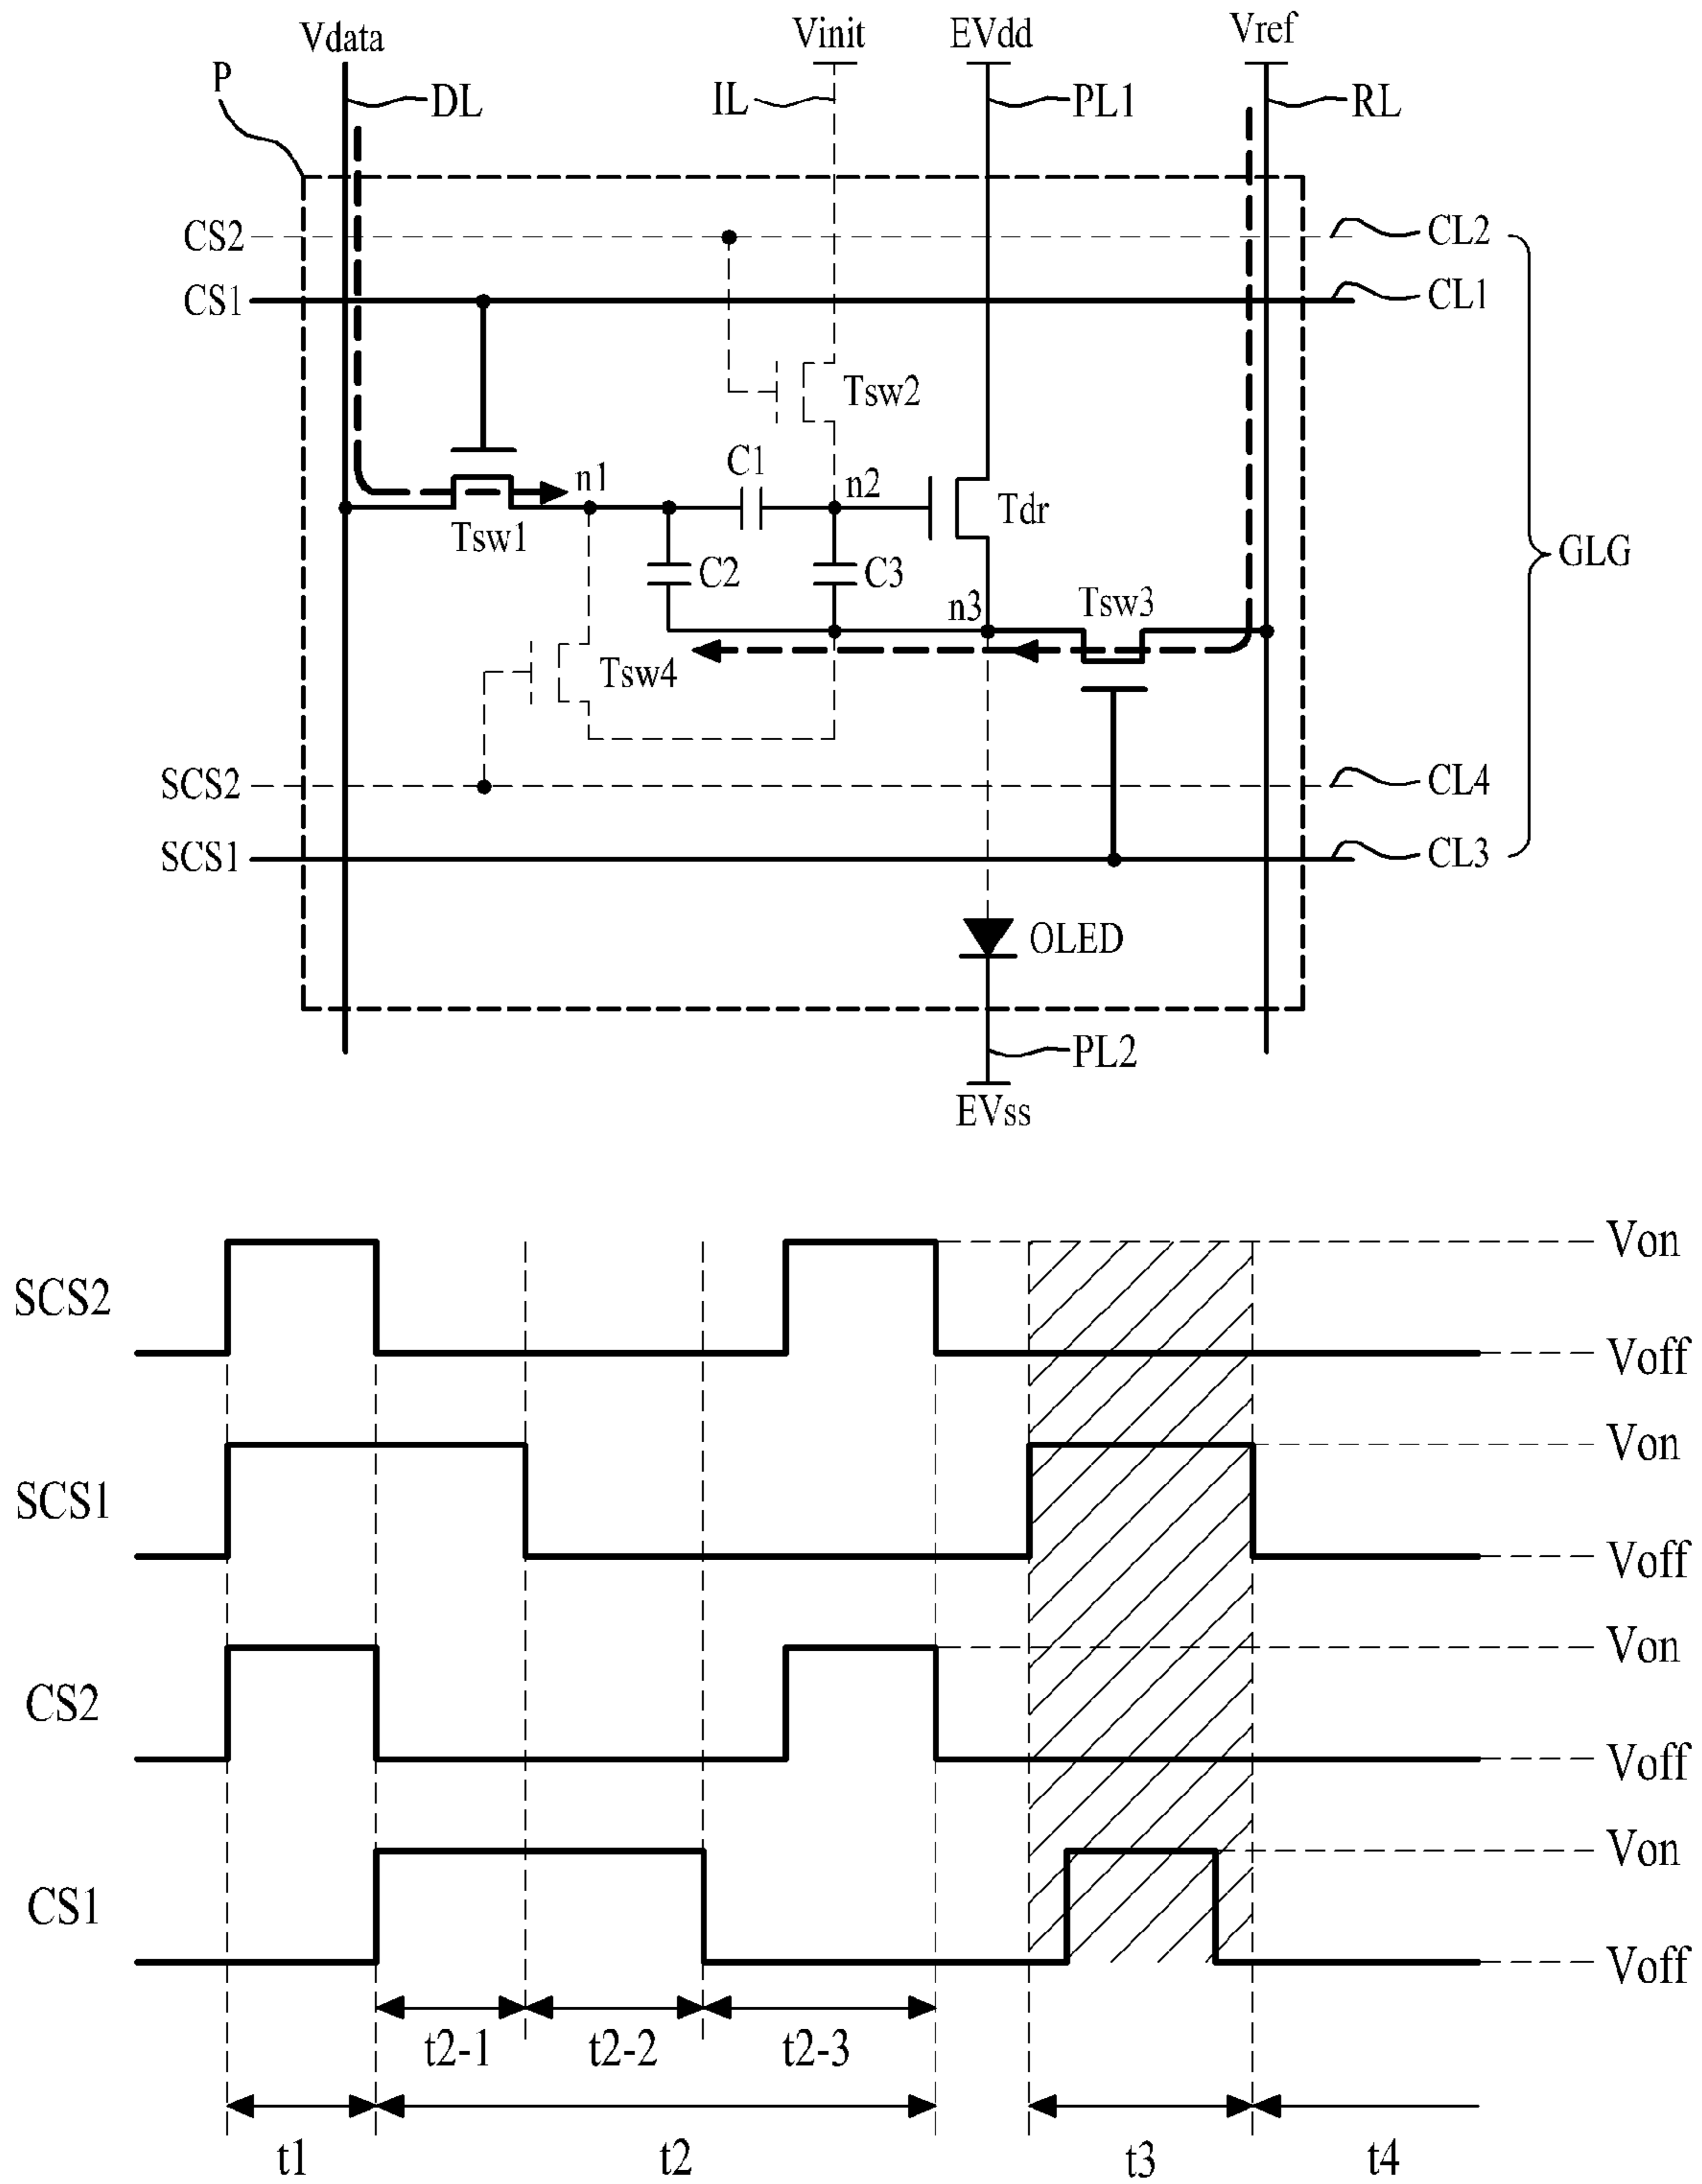 Vdata Vinit EVdd Vref
P DL IL PL1 RL
CS2 CL2
CS1 CL1
Tsw2
n1 C1 n2
Tsw1 Tdr
GLG
C2 C3
n3 Tsw3
Tsw4
SCS2 CL4
SCS1 CL3
OLED
PL2
EVss
Von
SCS2
Voff
Von
SCS1
Voff
Von
CS2
Voff
Von
CS1
Voff
t2-1 t2-2 t2-3
t1 t2 t3 t4